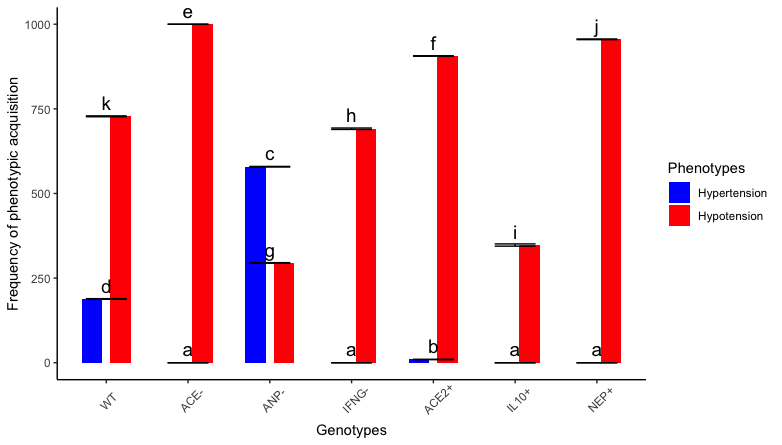 Frequency of phenotypic acquisition
1000
750
500
250
0
k
d
e
a
c
g
h
a
f
b
i
a
j
a
WT
ACE-
ANP-
IFNG-
ACE2+
IL10+
NEP+
Genotypes
Phenotypes
Hypertension
Hypotension